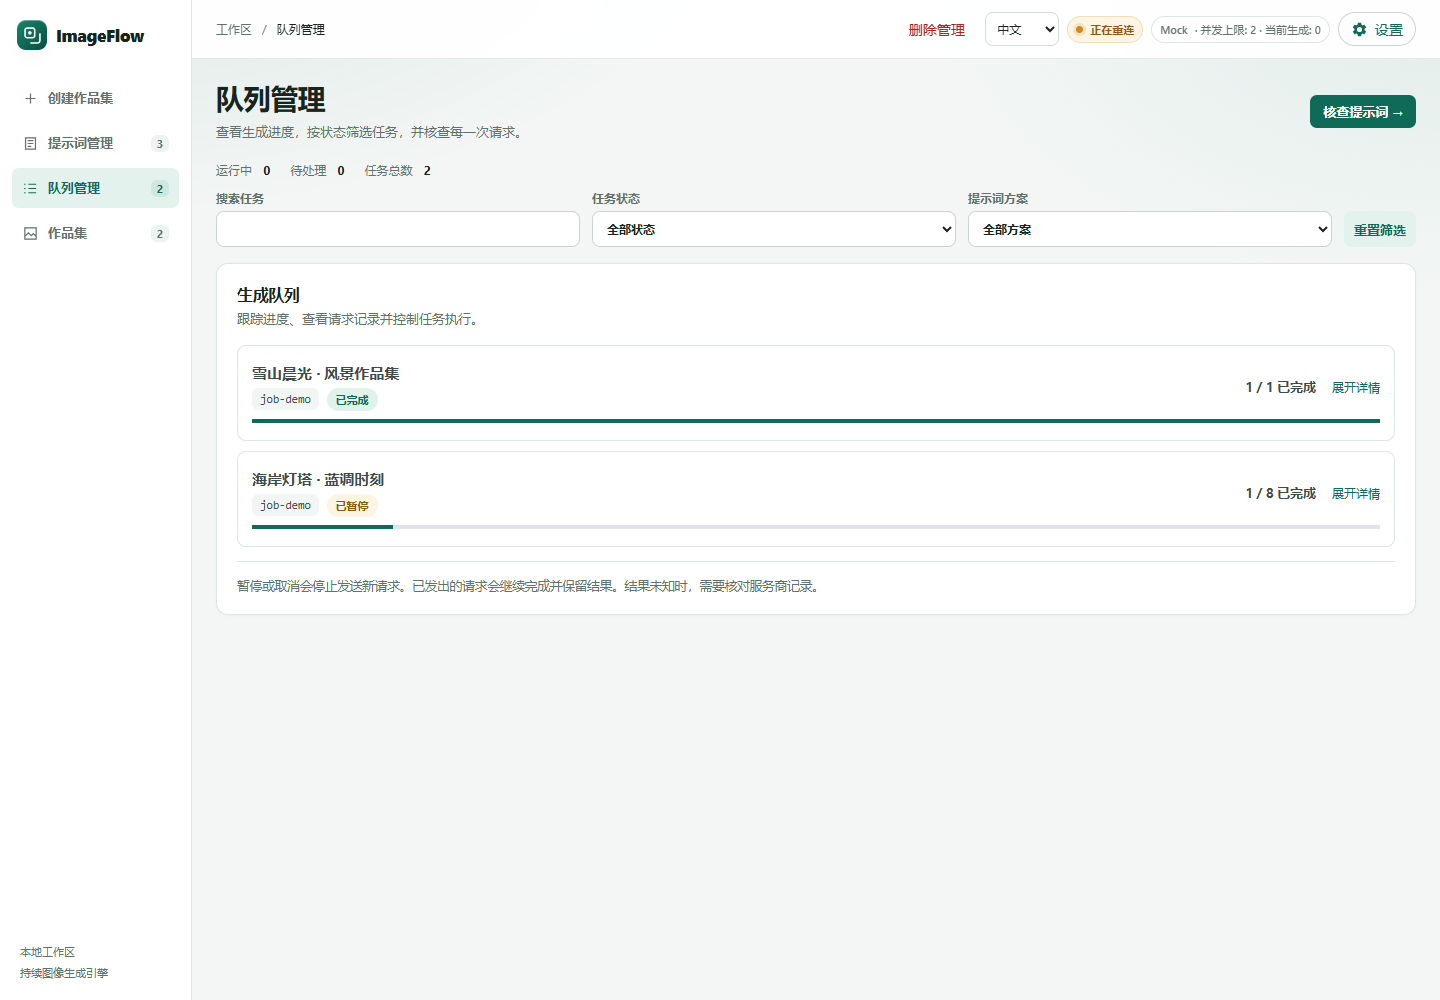 ImageFlow
创建作品集
提示词管理 3
队列管理 2
作品集 2
本地工作区
持续图像生成引擎
工作区 / 队列管理
删除管理
中文
正在重连
Mock · 并发上限: 2 · 当前生成: 0
设置
队列管理
查看生成进度，按状态筛选任务，并核查每一次请求。
核查提示词 →
运行中 0 待处理 0 任务总数 2
搜索任务 任务状态 提示词方案
全部状态 全部方案 重置筛选
生成队列
跟踪进度、查看请求记录并控制任务执行。
雪山晨光 · 风景作品集
job-demo 已完成
1 / 1 已完成 展开详情
海岸灯塔 · 蓝调时刻
job-demo 已暂停
1 / 8 已完成 展开详情
暂停或取消会停止发送新请求。已发出的请求会继续完成并保留结果。结果未知时，需要核对服务商记录。